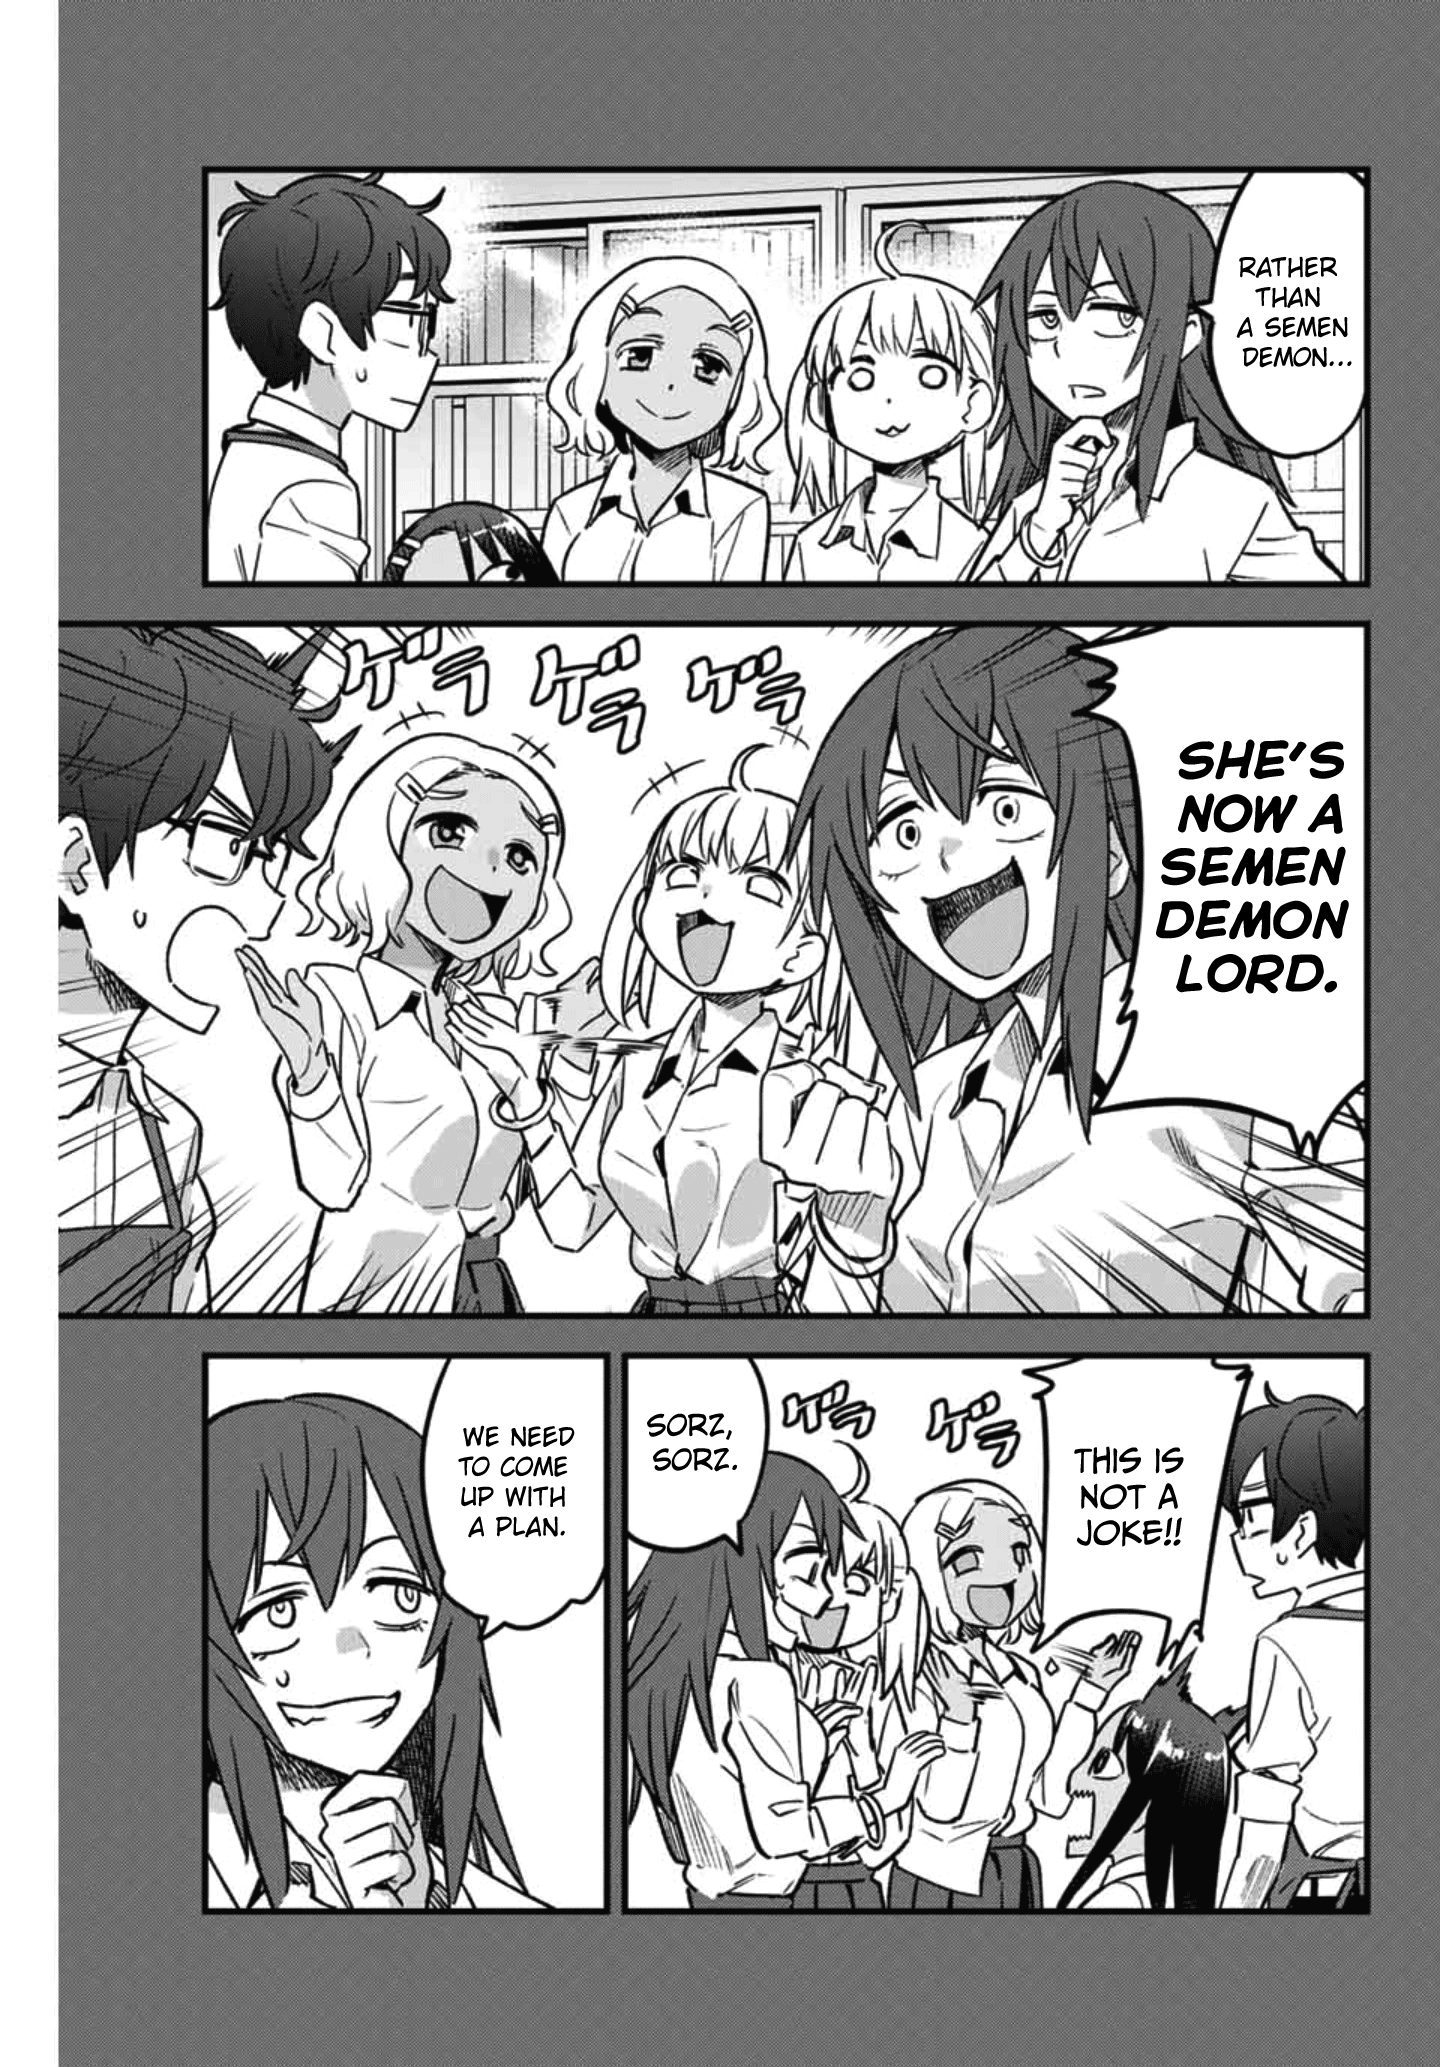 RATHER
THAN
A SEMEN
DEMON...
ゲラ
ゲラ
ゲラ
SHE'S
NOW A
SEMEN
DEMON
LORD.
THIS IS
NOT A
JOKE!!
ゲラ
ゲラ
SORZ,
SORZ.
WE NEED
TO COME
UP WITH
A PLAN.